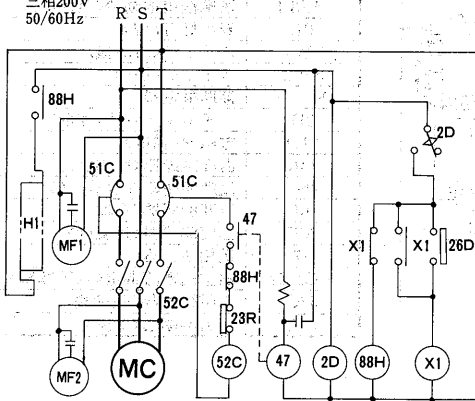 三相200V
50/60Hz
R S T
88H
2D
51C
51C
47
H1
MF1
X1
X1
26D
88H
52C
23R
MF2
MC
52C
47
2D
88H
X1